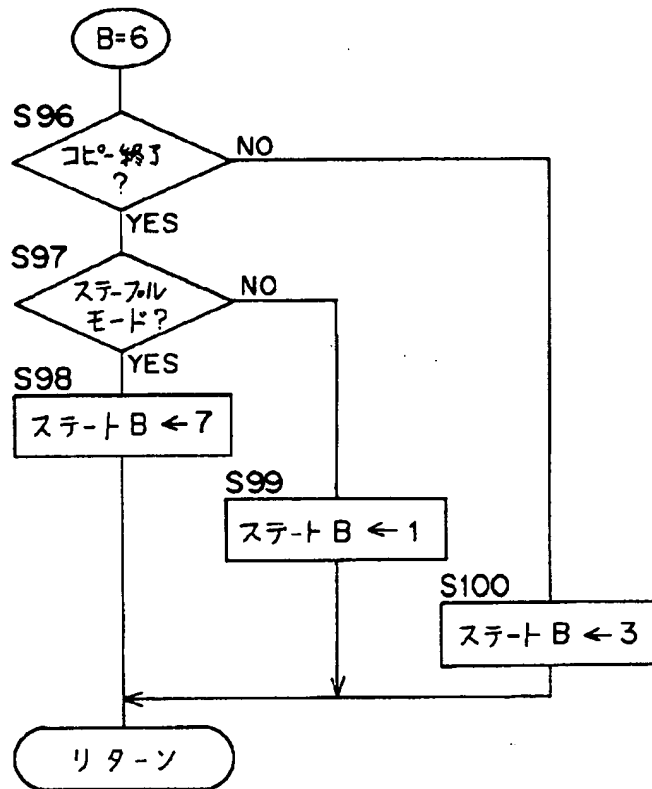 B=6
S96
コピー終了
?
NO
YES
S97
ステープル
モード?
NO
YES
S98
ステートB ← 7
S99
ステートB ← 1
S100
ステートB ← 3
リターン